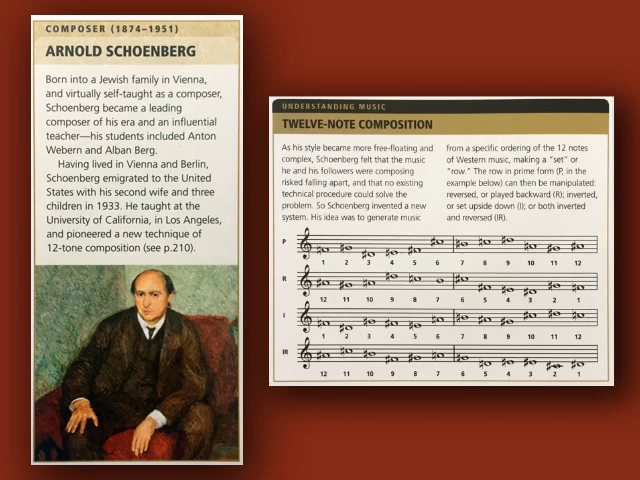 COMPOSER (1874–1951)
ARNOLD SCHOENBERG
Born into a Jewish family in Vienna,
and virtually self-taught as a composer,
Schoenberg became a leading
composer of his era and an influential
teacher—his students included Anton
Webern and Alban Berg.
Having lived in Vienna and Berlin,
Schoenberg emigrated to the United
States with his second wife and three
children in 1933. He taught at the
University of California, in Los Angeles,
and pioneered a new technique of
12-tone composition (see p.210).
UNDERSTANDING MUSIC
TWELVE-NOTE COMPOSITION
As his style became more free-floating and
complex, Schoenberg felt that the music
he and his followers were composing
risked falling apart, and that no existing
technical procedure could solve the
problem. So Schoenberg invented a new
system. His idea was to generate music
from a specific ordering of the 12 notes
of Western music, making a "set" or
"row." The row in prime form (P, in the
example below) can then be manipulated:
reversed, or played backward (R); inverted,
or set upside down (I); or both inverted
and reversed (IR).
P
1 2 3 4 5 6 7 8 9 10 11 12
R
12 11 10 9 8 7 6 5 4 3 2 1
I
1 2 3 4 5 6 7 8 9 10 11 12
IR
12 11 10 9 8 7 6 5 4 3 2 1